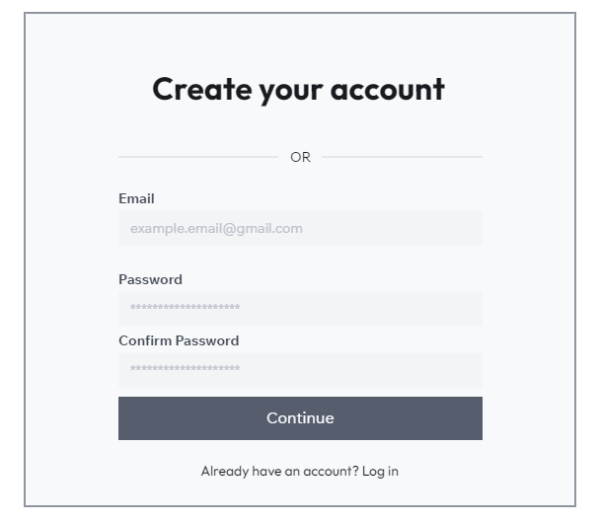 Create your account
OR
Email
example.email@gmail.com
Password
********************
Confirm Password
********************
Continue
Already have an account? Log in